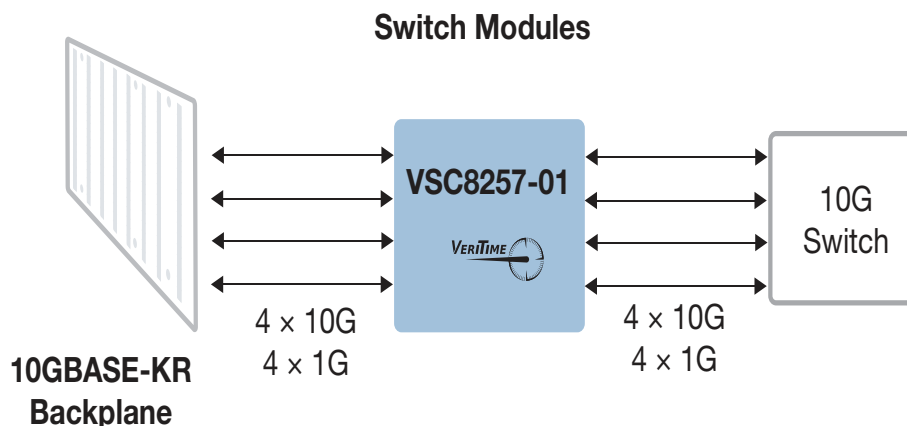 Switch Modules
VSC8257-01
VERITIME
10G
Switch
4 × 10G
4 × 1G
4 × 10G
4 × 1G
10GBASE-KR
Backplane